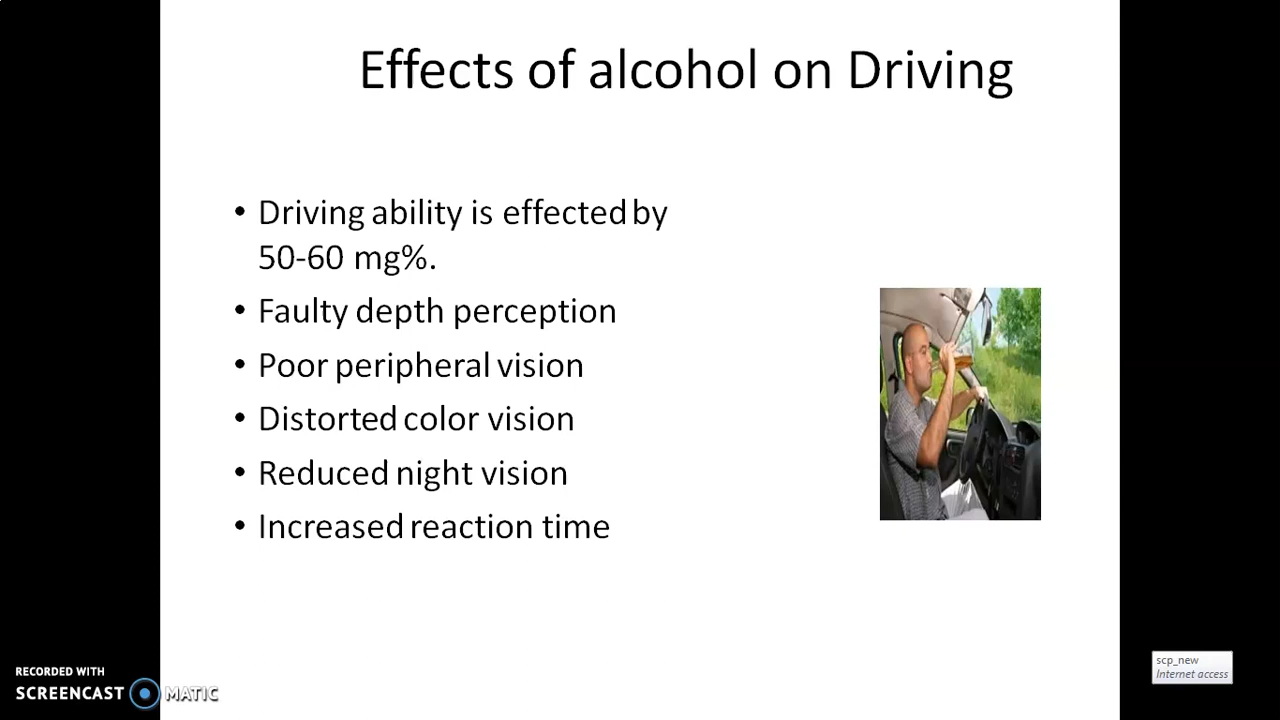 Effects of alcohol on Driving
• Driving ability is effected by
50-60 mg%.
• Faulty depth perception
• Poor peripheral vision
• Distorted color vision
• Reduced night vision
• Increased reaction time
RECORDED WITH
SCREENCAST MATIC
scp_new
Internet access